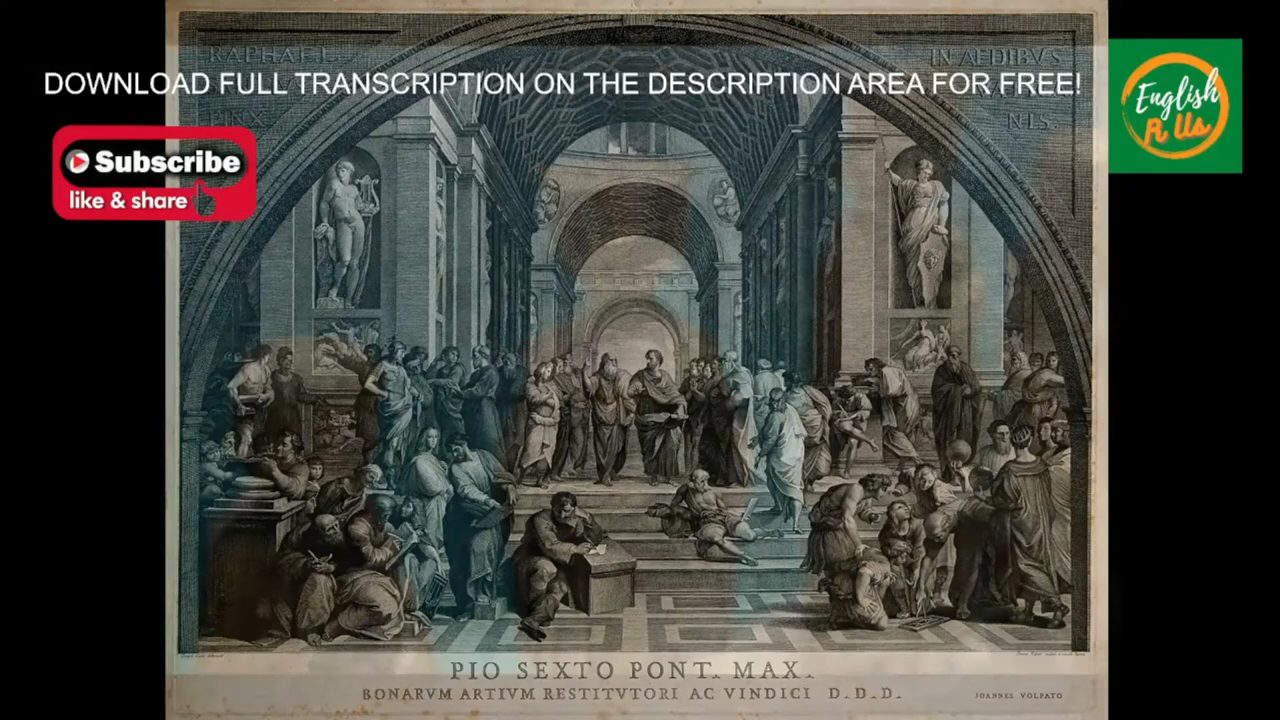 RAPHAEL
IN AEDIBVS
DOWNLOAD FULL TRANSCRIPTION ON THE DESCRIPTION AREA FOR FREE!
English
R Us
PINX
NIS
Subscribe
like & share
PIO SEXTO PONT. MAX.
BONARVM ARTIVM RESTITVTORI AC VINDICI D.D.D.
JOANNES VOLPATO